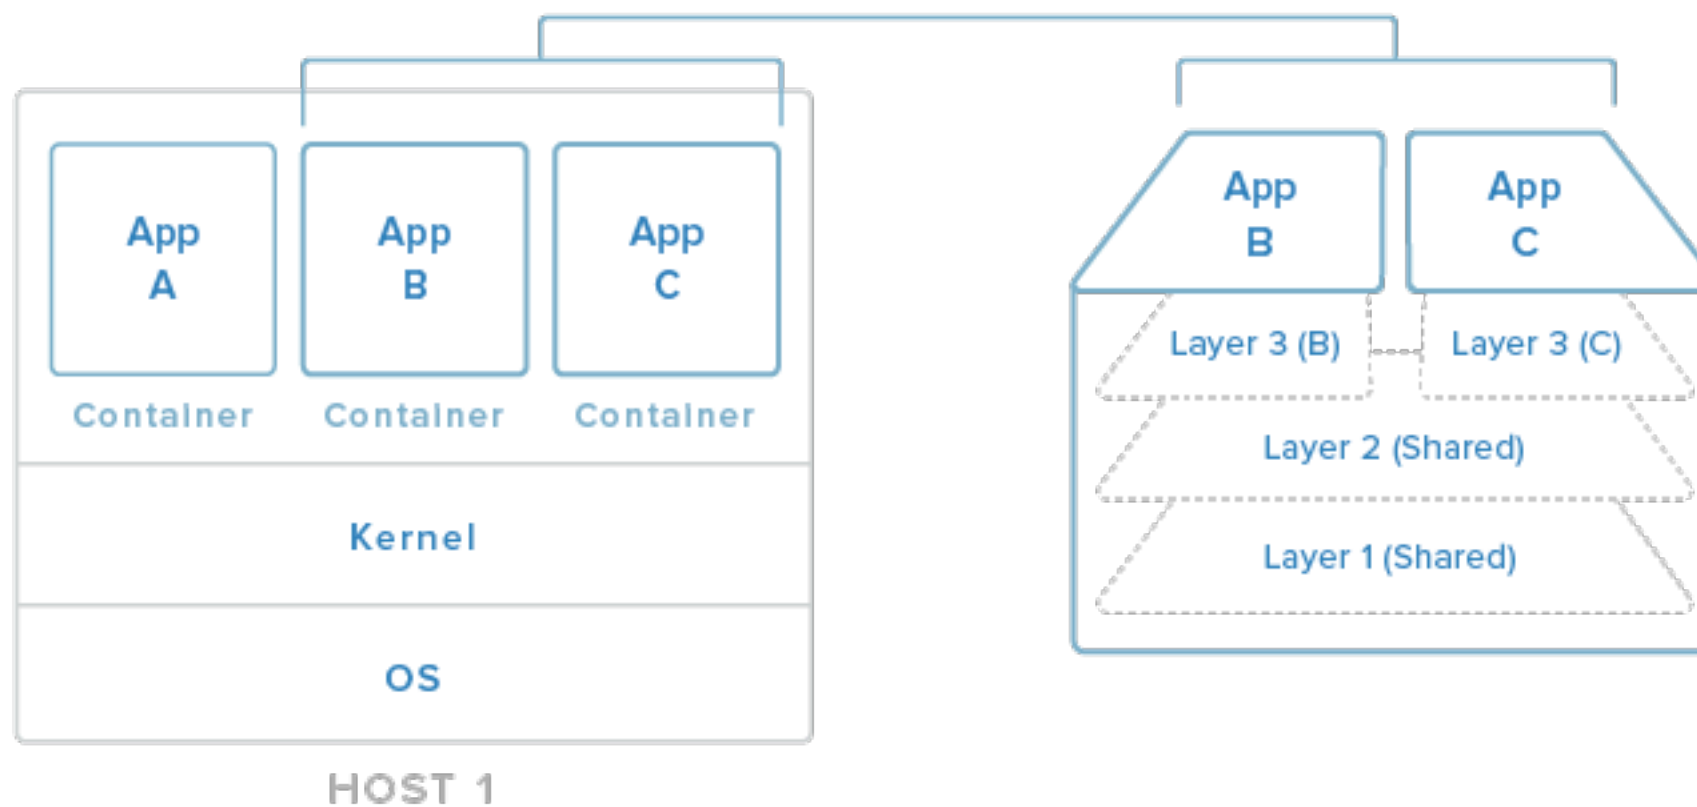 App
A
App
B
App
C
Container
Container
Container
Kernel
OS
HOST 1
App
B
App
C
Layer 3 (B)
Layer 3 (C)
Layer 2 (Shared)
Layer 1 (Shared)